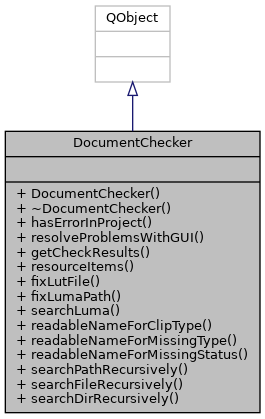 QObject
DocumentChecker
+ DocumentChecker()
+ ~DocumentChecker()
+ hasErrorInProject()
+ resolveProblemsWithGUI()
+ getCheckResults()
+ resourceItems()
+ fixLutFile()
+ fixLumaPath()
+ searchLuma()
+ readableNameForClipType()
+ readableNameForMissingType()
+ readableNameForMissingStatus()
+ searchPathRecursively()
+ searchFileRecursively()
+ searchDirRecursively()